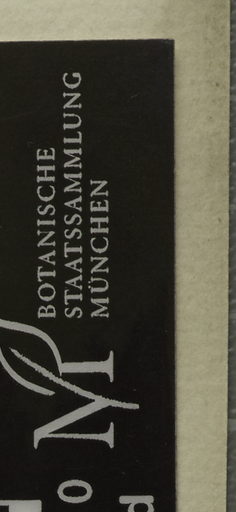 BOTANISCHE
STAATSSAMMLUNG
MÜNCHEN
M